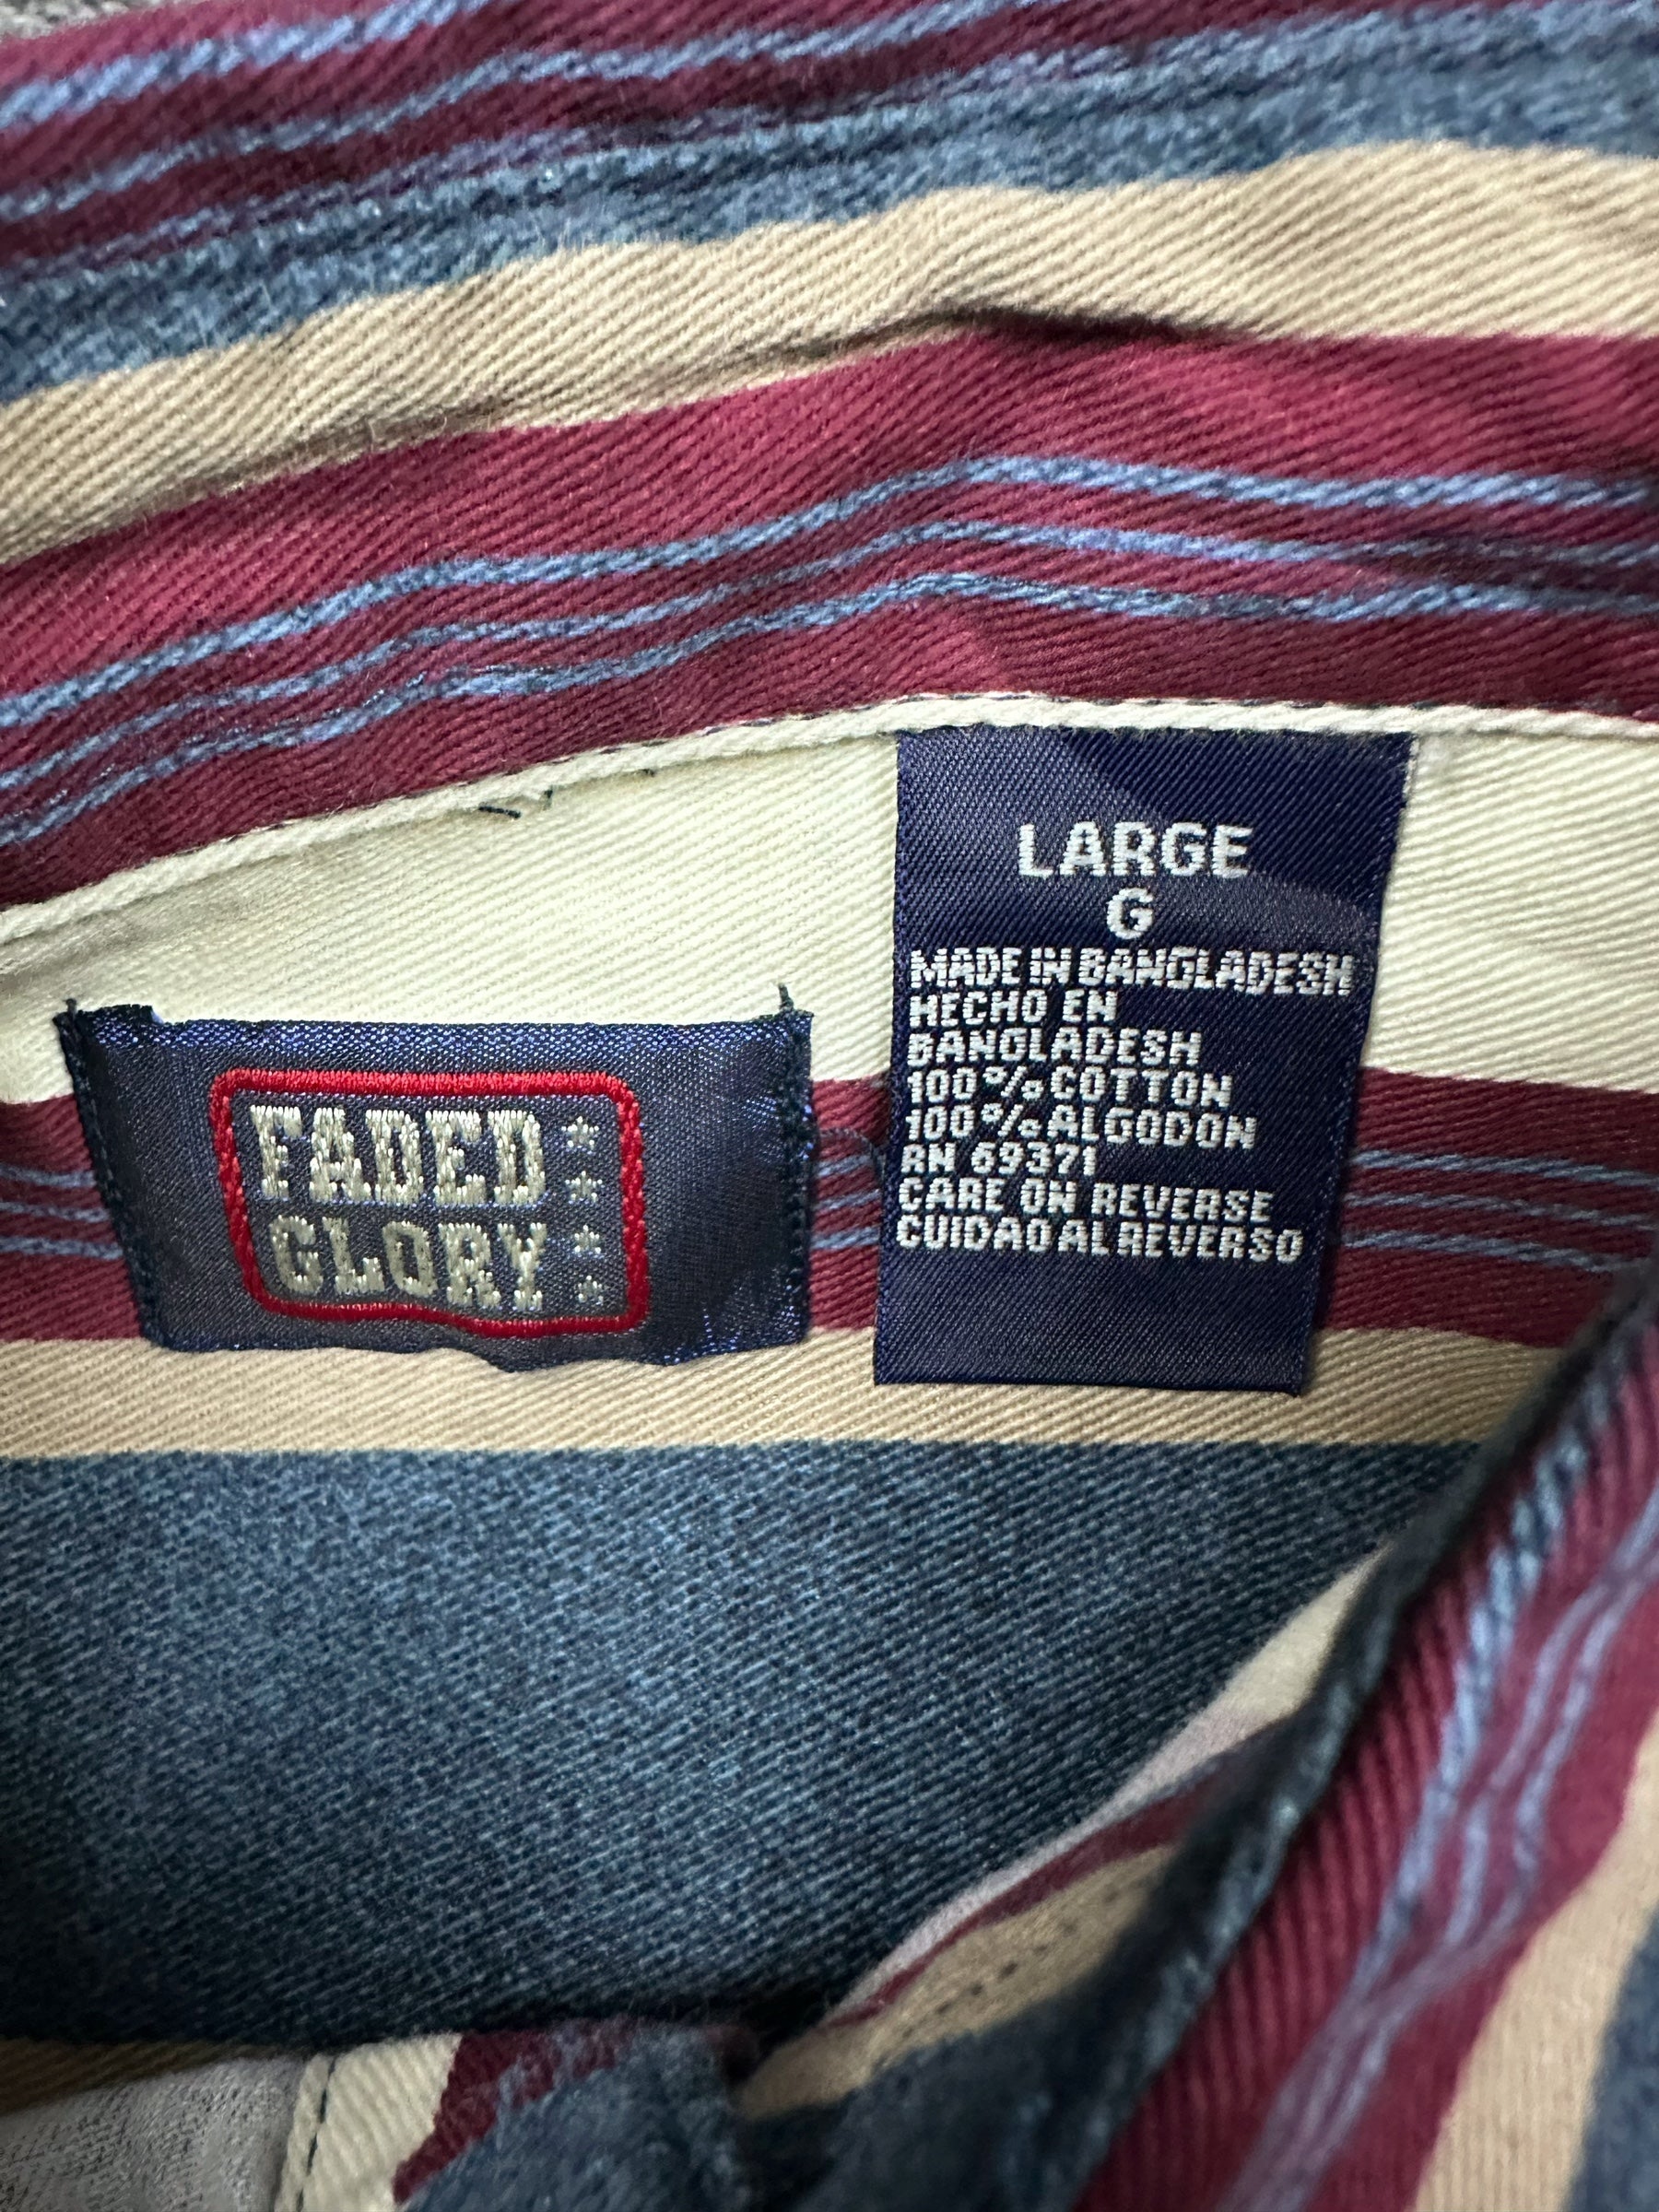 FADED
GLORY
LARGE
G
MADE IN BANGLADESH
HECHO EN
BANGLADESH
100% COTTON
100% ALGODON
RN 69371
CARE ON REVERSE
CUIDAO AL REVERSO